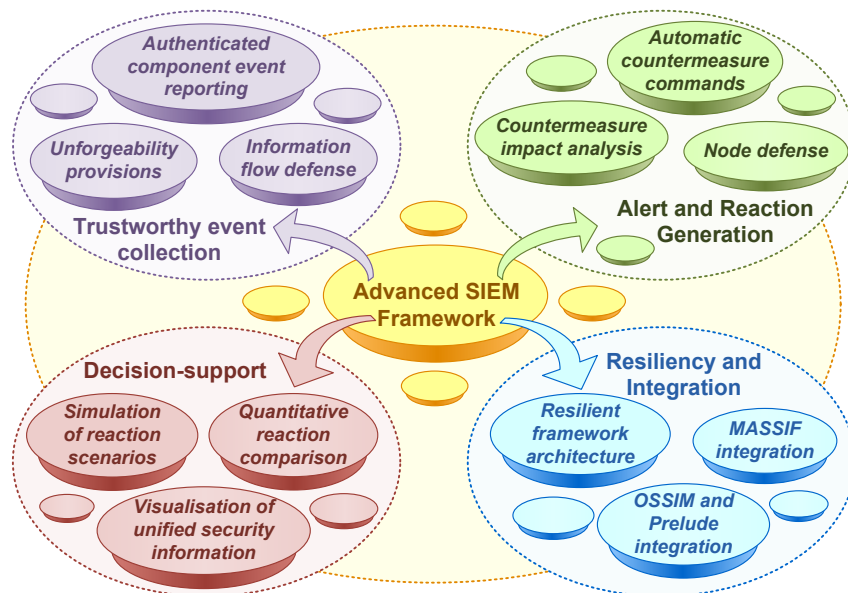 Authenticated
component event
reporting
Unforgeability
provisions
Information
flow defense
Trustworthy event
collection
Automatic
countermeasure
commands
Countermeasure
impact analysis
Node defense
Alert and Reaction
Generation
Advanced SIEM
Framework
Decision-support
Simulation
of reaction
scenarios
Quantitative
reaction
comparison
Visualisation of
unified security
information
Resiliency and
Integration
Resilient
framework
architecture
MASSIF
integration
OSSIM and
Prelude
integration